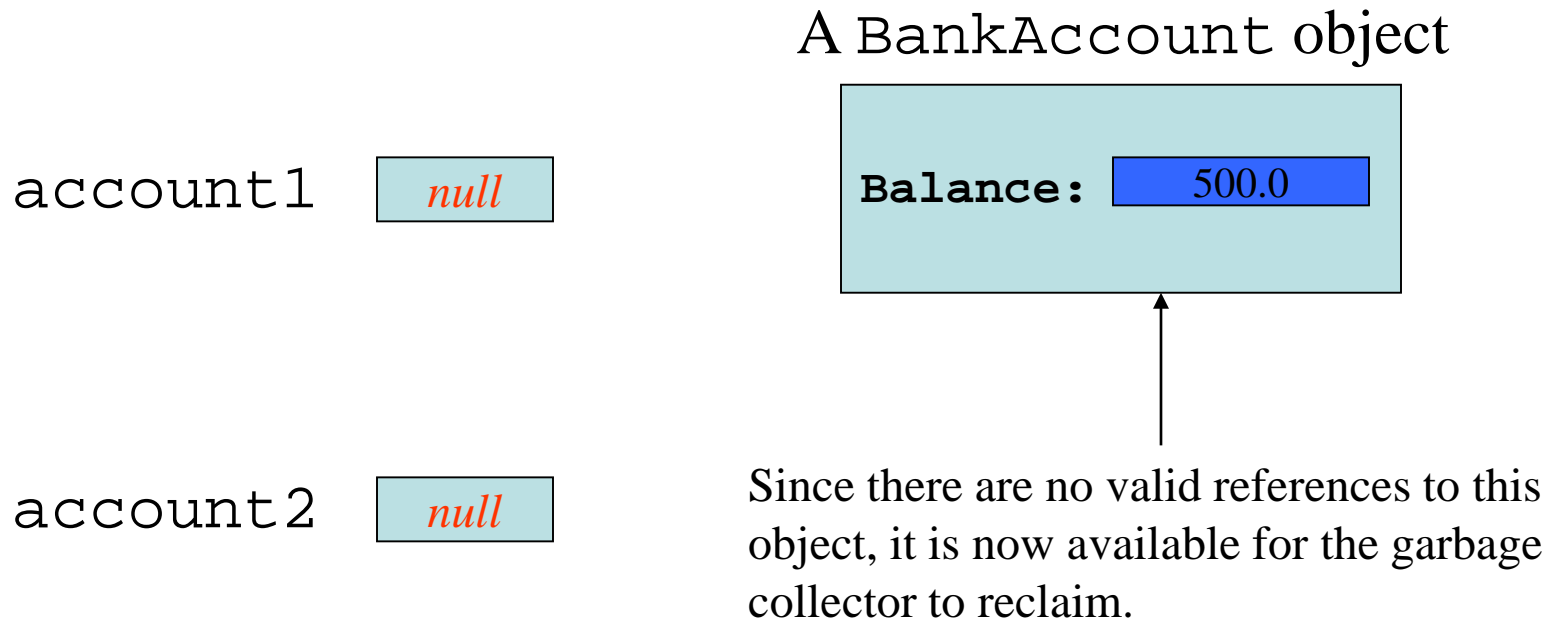 A BankAccount object
account1
null
Balance:
500.0
account2
null
Since there are no valid references to this
object, it is now available for the garbage
collector to reclaim.